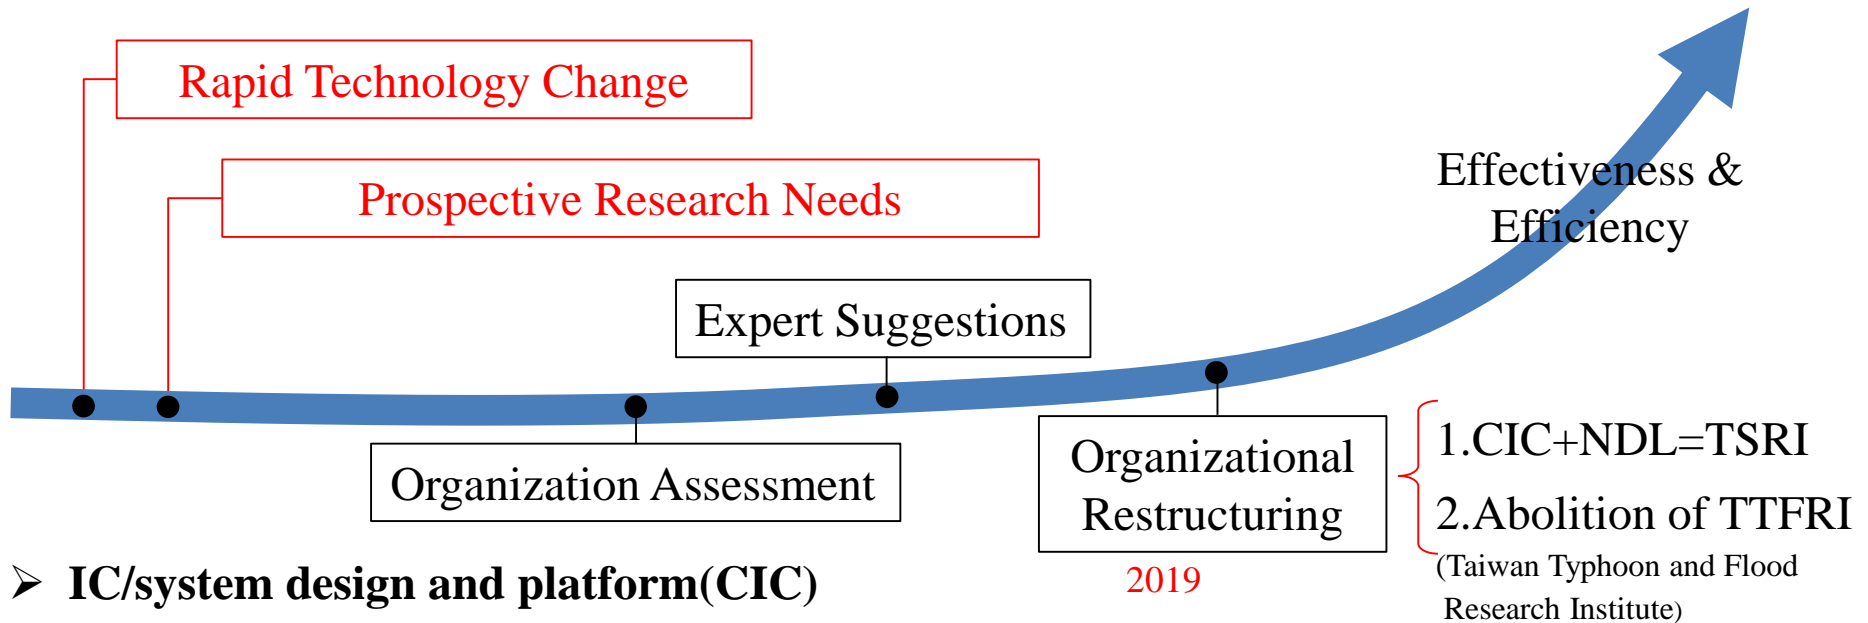 Rapid Technology Change
Prospective Research Needs
Effectiveness &
Efficiency
Expert Suggestions
Organization Assessment
Organizational
Restructuring
2019
1.CIC+NDL=TSRI
2.Abolition of TTFRI
(Taiwan Typhoon and Flood
Research Institute)
➢ IC/system design and platform(CIC)